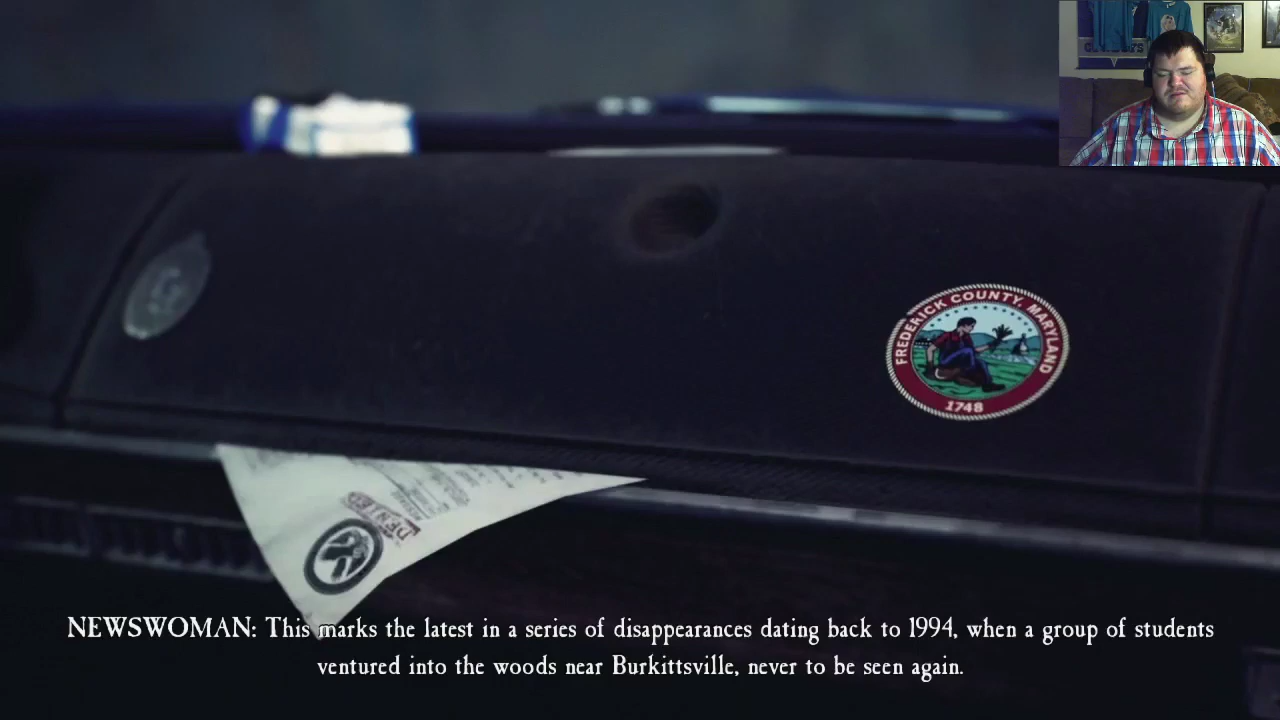 FREDERICK COUNTY, MARYLAND
1748
DENIED
NEWSWOMAN: This marks the latest in a series of disappearances dating back to 1994, when a group of students
ventured into the woods near Burkittsville, never to be seen again.